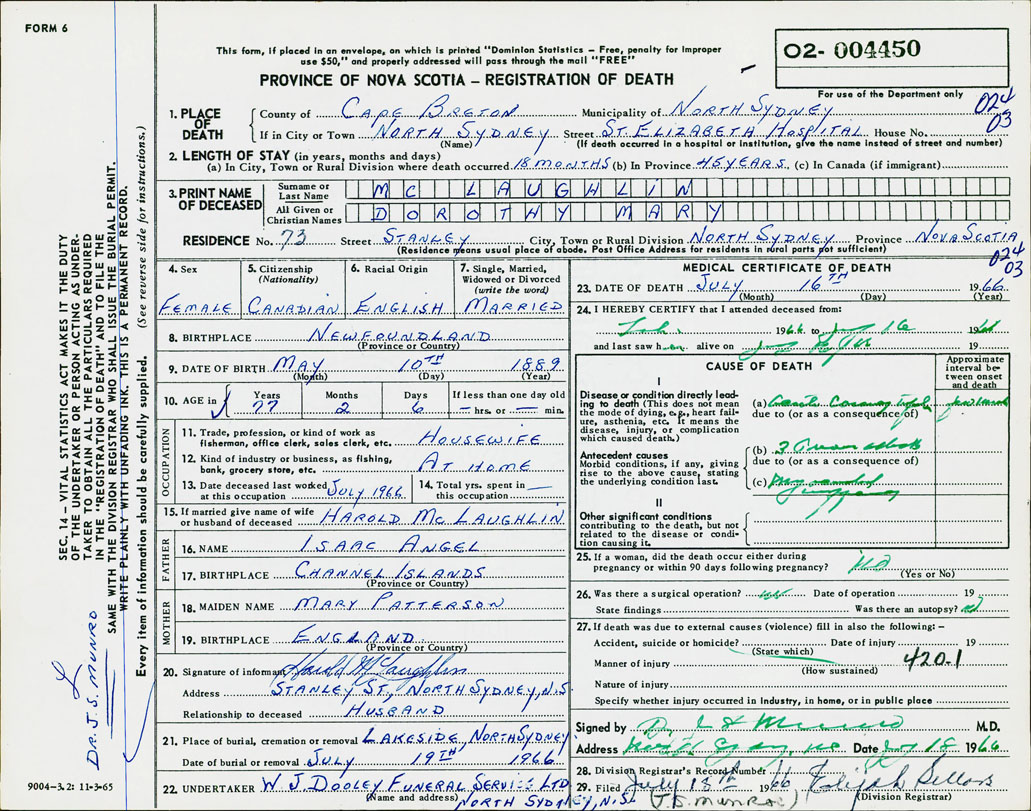 FORM 6
This form, if placed in an envelope, on which is printed "Dominion Statistics – Free, penalty for improper
use $50," and properly addressed will pass through the mail "FREE"
02- 004450
PROVINCE OF NOVA SCOTIA – REGISTRATION OF DEATH
For use of the Department only
024
03
1. PLACE OF DEATH
County of CAPE BRETON Municipality of NORTH SYDNEY
If in City or Town NORTH SYDNEY Street ST. ELIZABETH HOSPITAL House No.
(Name) (If death occurred in a hospital or institution, give the name instead of street and number)
2. LENGTH OF STAY (in years, months and days)
(a) In City, Town or Rural Division where death occurred 18 MONTHS (b) In Province 45 YEARS (c) In Canada (if immigrant)
3. PRINT NAME OF DECEASED
Surname or Last Name MC LAUGHLIN
All Given or Christian Names DOROTHY MARY
RESIDENCE No. 73 Street STANLEY City, Town or Rural Division NORTH SYDNEY Province NOVA SCOTIA
(Residence means usual place of abode. Post Office Address for residents in rural parts not sufficient)
024
03
4. Sex
FEMALE
5. Citizenship
(Nationality)
CANADIAN
6. Racial Origin
ENGLISH
7. Single, Married,
Widowed or Divorced
(write the word)
MARRIED
8. BIRTHPLACE NEWFOUNDLAND
(Province or Country)
9. DATE OF BIRTH MAY 10TH 1889
(Month) (Day) (Year)
10. AGE in Years Months Days If less than one day old
77 2 6 — hrs. or — min.
OCCUPATION
11. Trade, profession, or kind of work as
fishermen, office clerk, sales clerk, etc. HOUSEWIFE
12. Kind of industry or business, as fishing,
bank, grocery store, etc. AT HOME
13. Date deceased last worked
at this occupation JULY 1966
14. Total yrs. spent in
this occupation —
15. If married give name of wife
or husband of deceased HAROLD MC LAUGHLIN
FATHER
16. NAME ISAAC ANGEL
17. BIRTHPLACE CHANNEL ISLANDS
(Province or Country)
MOTHER
18. MAIDEN NAME MARY PATTERSON
19. BIRTHPLACE ENGLAND
(Province or Country)
20. Signature of informant Harold McLaughlin
Address STANLEY ST., NORTH SYDNEY, N.S
Relationship to deceased HUSBAND
21. Place of burial, cremation or removal LAKESIDE, NORTH SYDNEY
Date of burial or removal JULY 19TH 1966
22. UNDERTAKER W. J. DOOLEY FUNERAL SERVICE LTD
(Name and address) NORTH SYDNEY, N.S.
MEDICAL CERTIFICATE OF DEATH
23. DATE OF DEATH JULY 16TH 1966
(Month) (Day) (Year)
24. I HEREBY CERTIFY that I attended deceased from:
1966 to 16 19
and last saw h alive on 19
CAUSE OF DEATH
Approximate
interval be-
tween onset
and death
I
Disease or condition directly lead-
ing to death (This does not mean
the mode of dying, e.g., heart fail-
ure, asthenia, etc. It means the
disease, injury, or complication
which caused death.)
(a) Coronary
due to (or as a consequence of)
Antecedent causes
Morbid conditions, if any, giving
rise to the above cause, stating
the underlying condition last.
(b)
due to (or as a consequence of)
(c)
II
Other significant conditions
contributing to the death, but not
related to the disease or condi-
tion causing it.
25. If a woman, did the death occur either during
pregnancy or within 90 days following pregnancy? No
(Yes or No)
26. Was there a surgical operation? Date of operation 19
State findings Was there an autopsy?
27. If death was due to external causes (violence) fill in also the following:–
Accident, suicide or homicide? Date of injury 19
(State which)
Manner of injury 420.1
(How sustained)
Nature of injury
Specify whether injury occurred in Industry, in home, or in public place
Signed by M.D.
Address Date 18 1966
28. Division Registrar's Record Number
29. Filed July 18th 66
(J.S. MUNRO) (Division Registrar)
SEC. 14 – VITAL STATISTICS ACT MAKES IT THE DUTY
OF THE UNDERTAKER OR PERSON ACTING AS UNDER-
TAKER TO OBTAIN ALL THE PARTICULARS REQUIRED
IN THE "REGISTRATION OF DEATH" AND TO FILE THE
SAME WITH THE DIVISION REGISTRAR WHO SHALL ISSUE THE BURIAL PERMIT.
WRITE PLAINLY WITH UNFADING INK. THIS IS A PERMANENT RECORD.
Every item of information should be carefully supplied. (See reverse side for instructions.)
DR. J. S. MUNRO
9004-3.2: 11-3-65